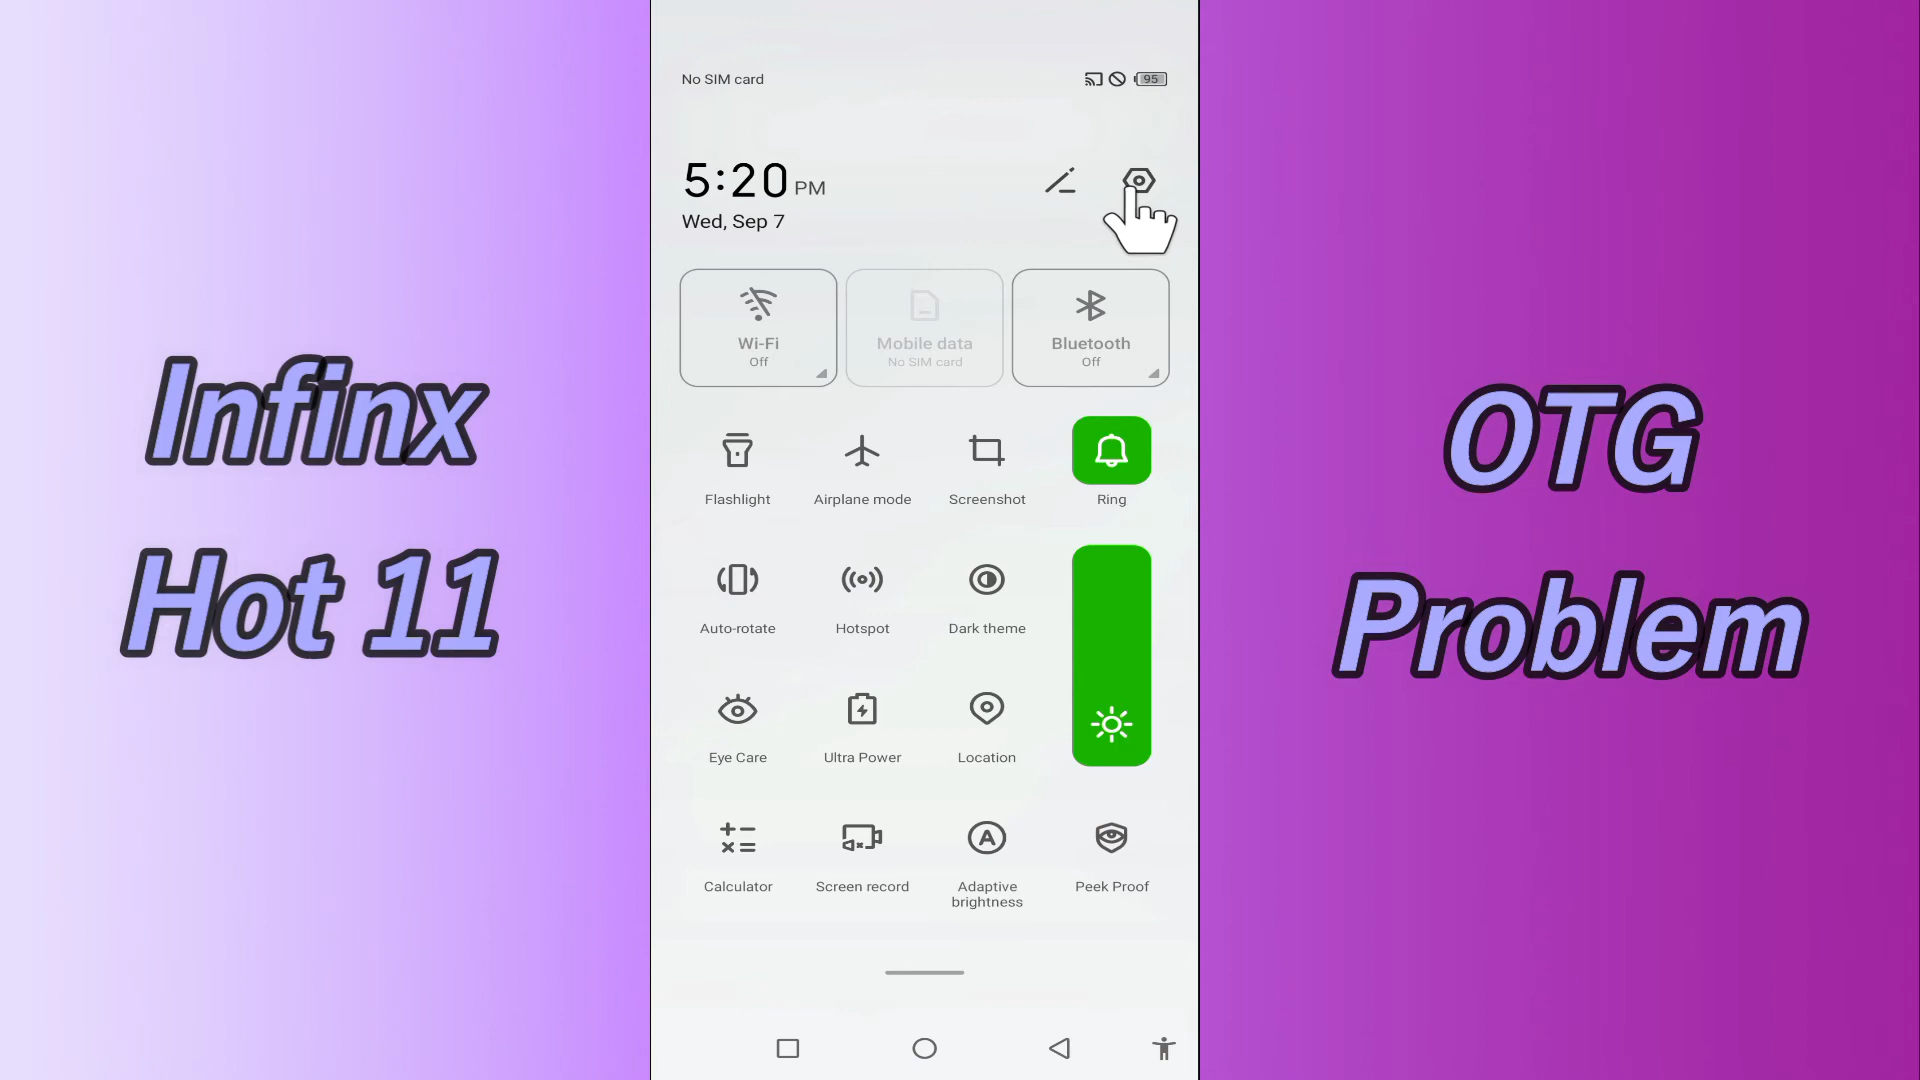 Infinx
Hot 11
No SIM card
95
5:20 PM
Wed, Sep 7
Wi-Fi
Off
Mobile data
No SIM card
Bluetooth
Off
Flashlight
Airplane mode
Screenshot
Ring
Auto-rotate
Hotspot
Dark theme
Eye Care
Ultra Power
Location
Calculator
Screen record
Adaptive
brightness
Peek Proof
OTG
Problem